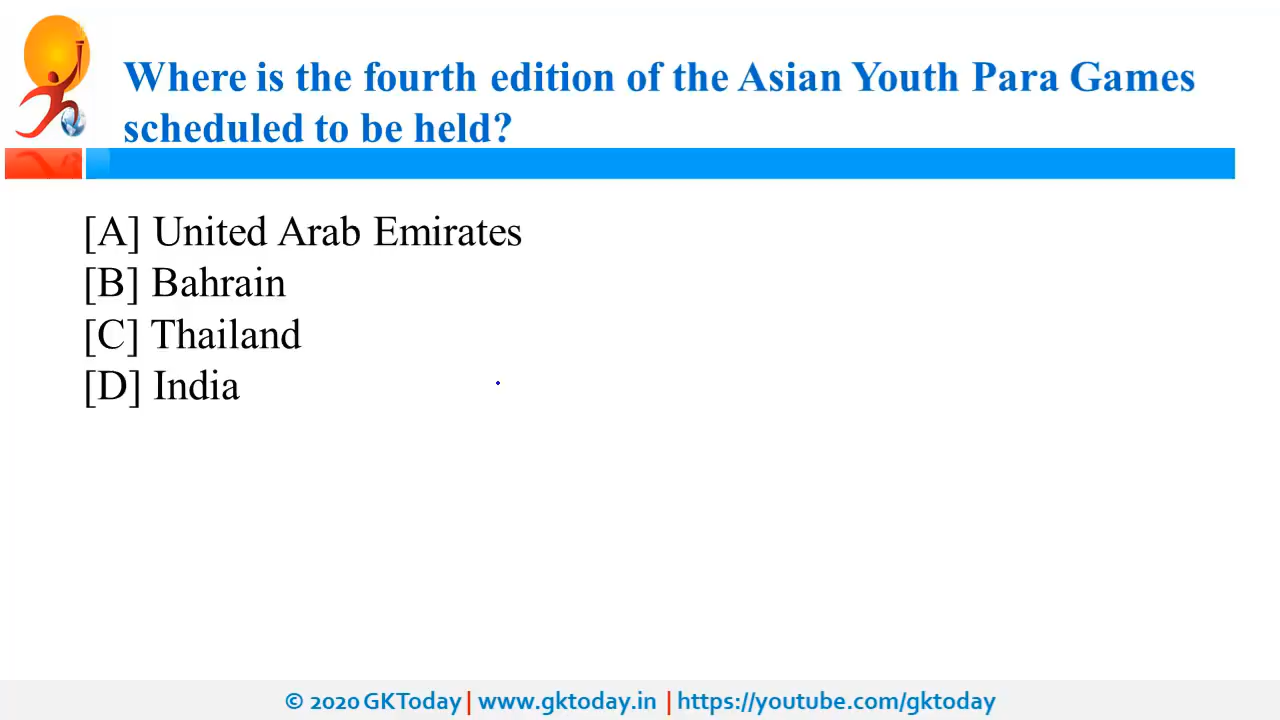 Where is the fourth edition of the Asian Youth Para Games
scheduled to be held?
[A] United Arab Emirates
[B] Bahrain
[C] Thailand
[D] India
© 2020 GKToday | www.gktoday.in | https://youtube.com/gktoday